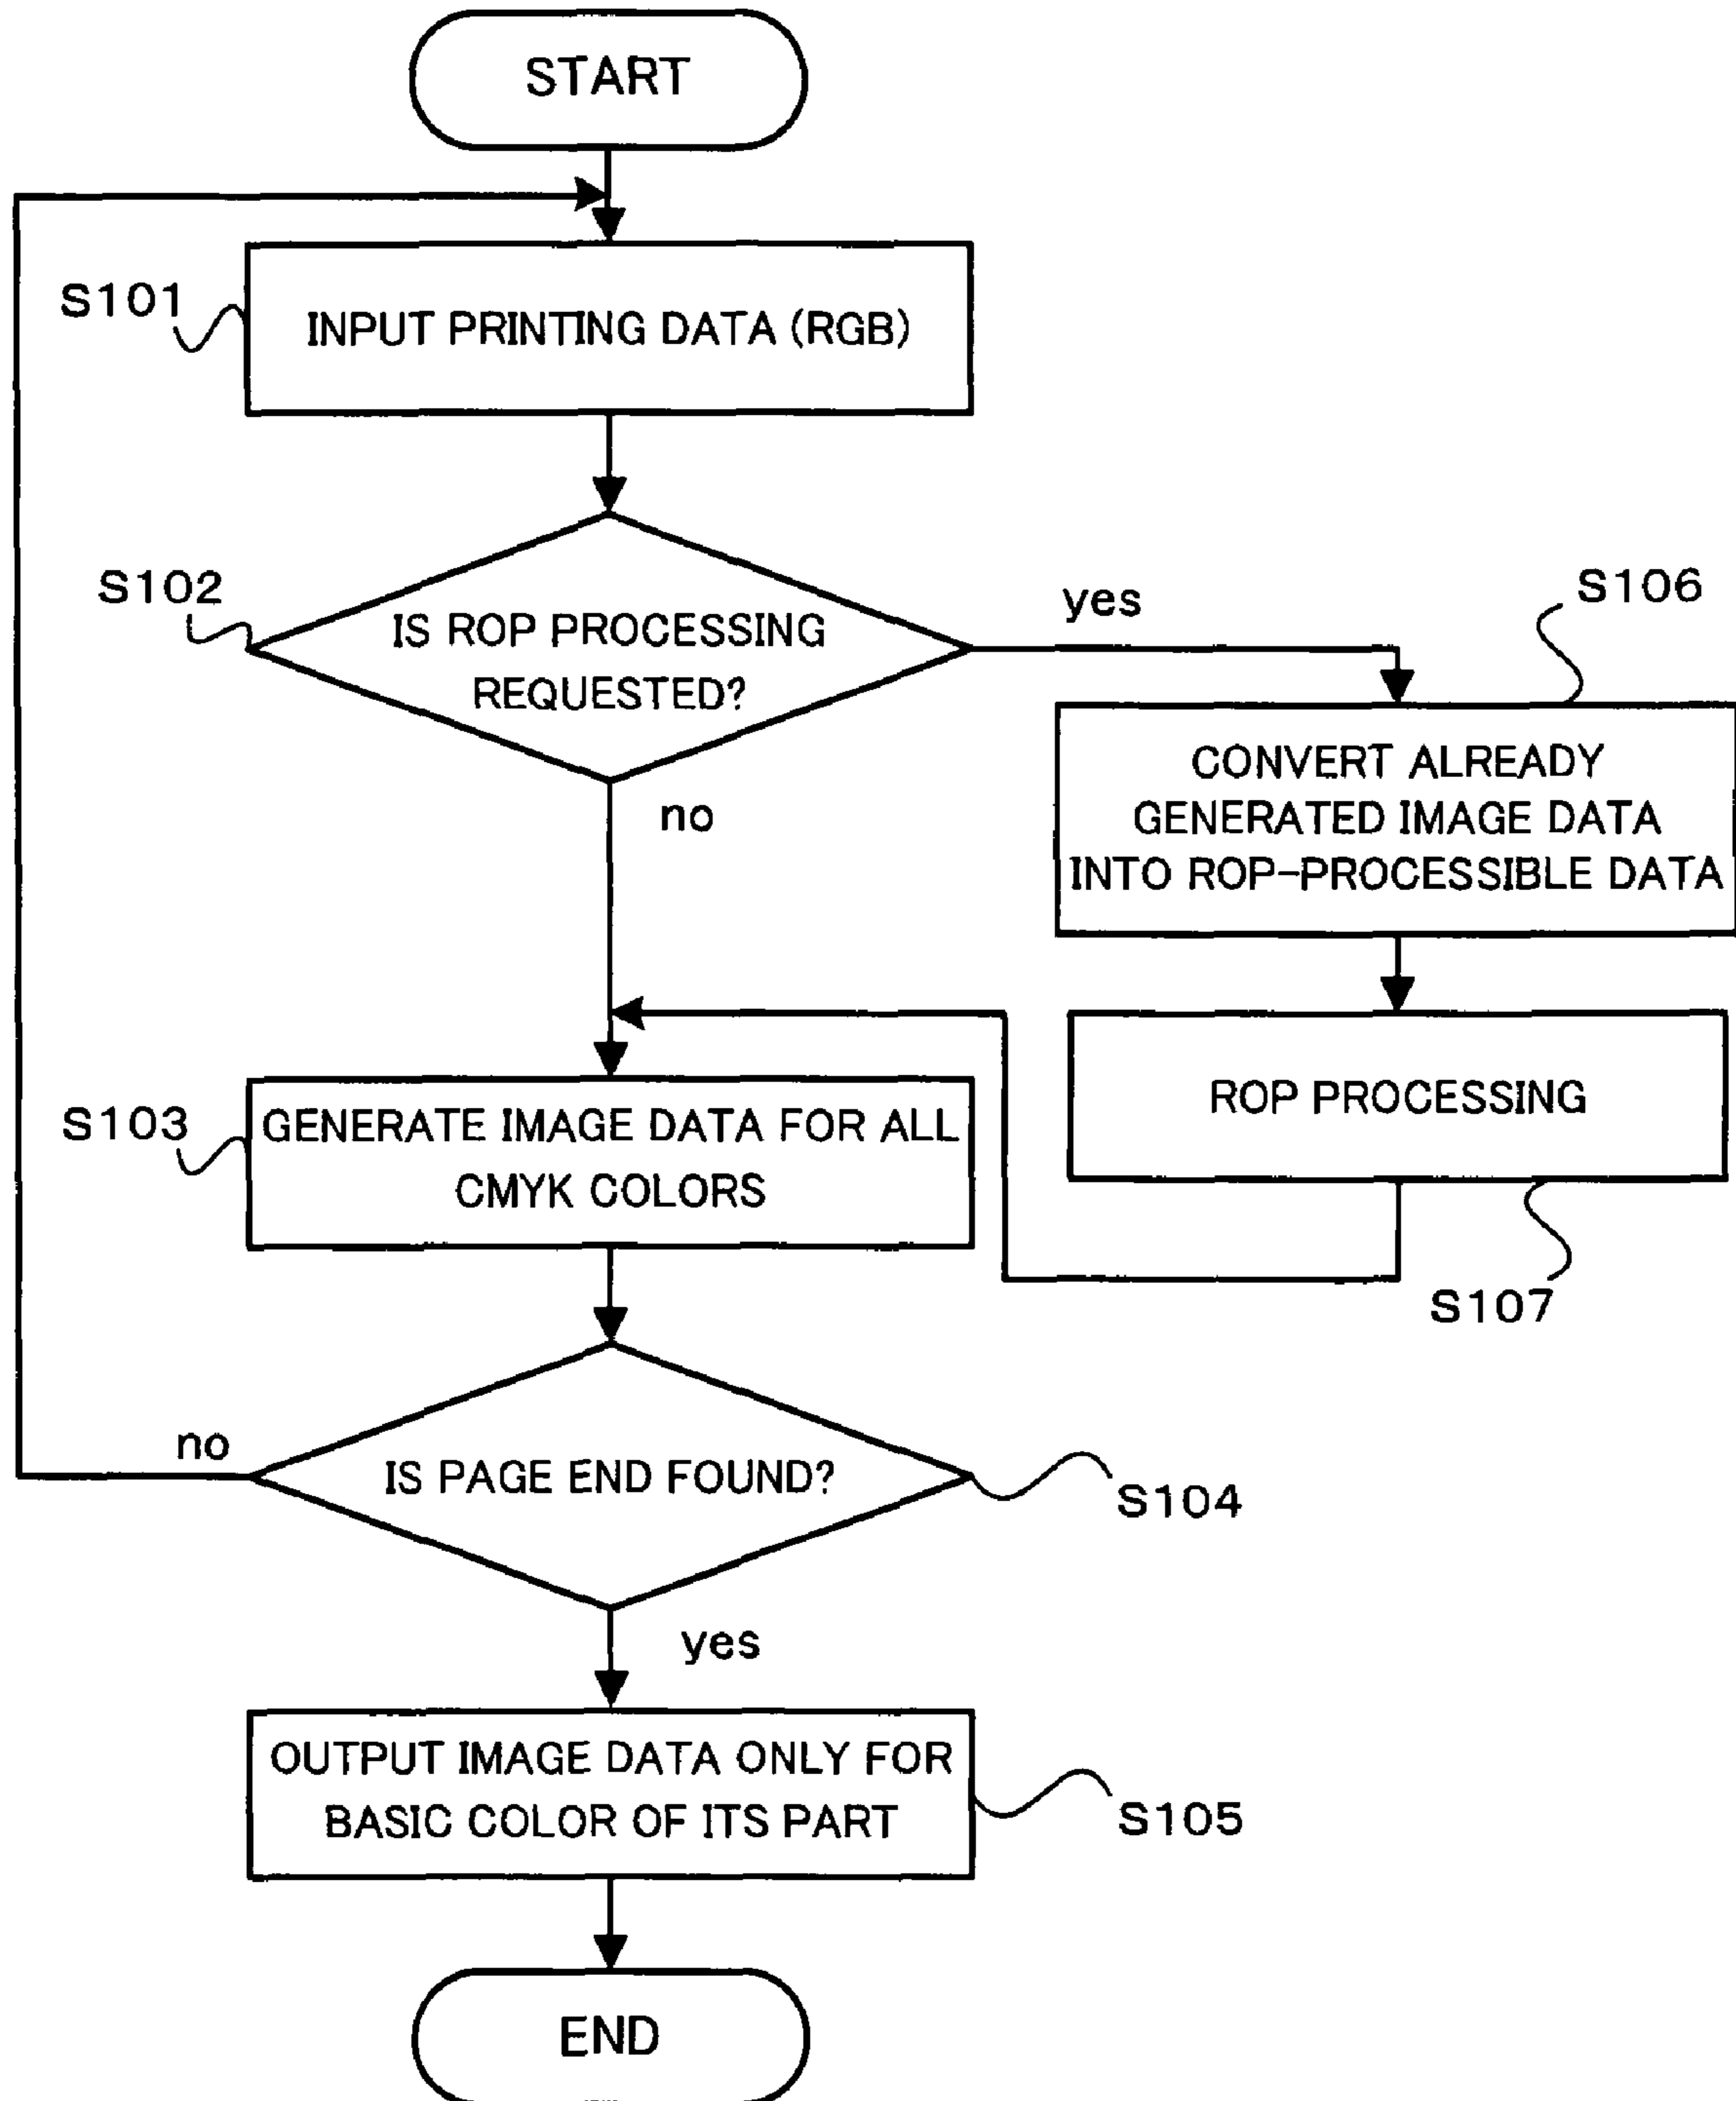 START
S101
INPUT PRINTING DATA (RGB)
S102
IS ROP PROCESSING
REQUESTED?
yes
S106
no
CONVERT ALREADY
GENERATED IMAGE DATA
INTO ROP-PROCESSIBLE DATA
ROP PROCESSING
S107
S103
GENERATE IMAGE DATA FOR ALL
CMYK COLORS
no
IS PAGE END FOUND?
S104
yes
OUTPUT IMAGE DATA ONLY FOR
BASIC COLOR OF ITS PART
S105
END